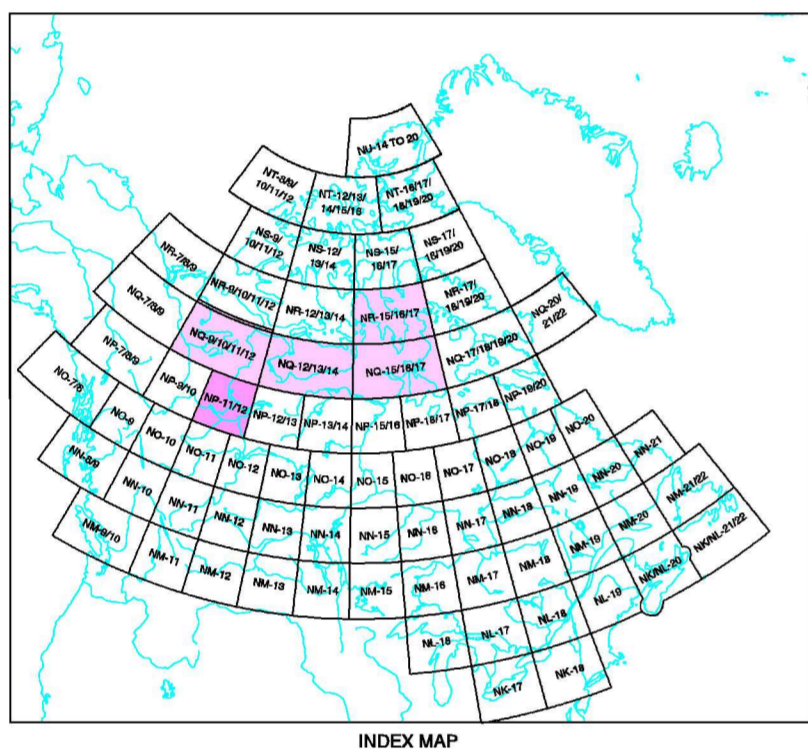 NU-14 TO 20
NT-8/9/
10/11/12
NT-12/13/
14/15/16
NT-16/17/
18/19/20
NS-9/
10/11/12
NS-12/
13/14
NS-15/
16/17
NS-17/
18/19/20
NR-7/8/9
NR-9/10/11/12
NR-12/13/14
NR-15/16/17
NR-17/
18/19/20
NQ-7/8/9
NQ-9/10/11/12
NQ-12/13/14
NQ-15/16/17
NQ-17/18/19/20
NQ-20/
21/22
NP-7/8/9
NP-9/10
NP-11/12
NP-12/13
NP-13/14
NP-15/16
NP-16/17
NP-17/18
NP-19/20
NO-7/8
NO-9
NO-10
NO-11
NO-12
NO-13
NO-14
NO-15
NO-16
NO-17
NO-18
NO-19
NO-20
NN-8/9
NN-10
NN-11
NN-12
NN-13
NN-14
NN-15
NN-16
NN-17
NN-18
NN-19
NN-20
NN-21
NM-9/10
NM-11
NM-12
NM-13
NM-14
NM-15
NM-16
NM-17
NM-18
NM-19
NM-20
NM-21/22
NL-16
NL-17
NL-18
NL-19
NK/NL-20
NK/NL-21/22
NK-17
NK-18
INDEX MAP